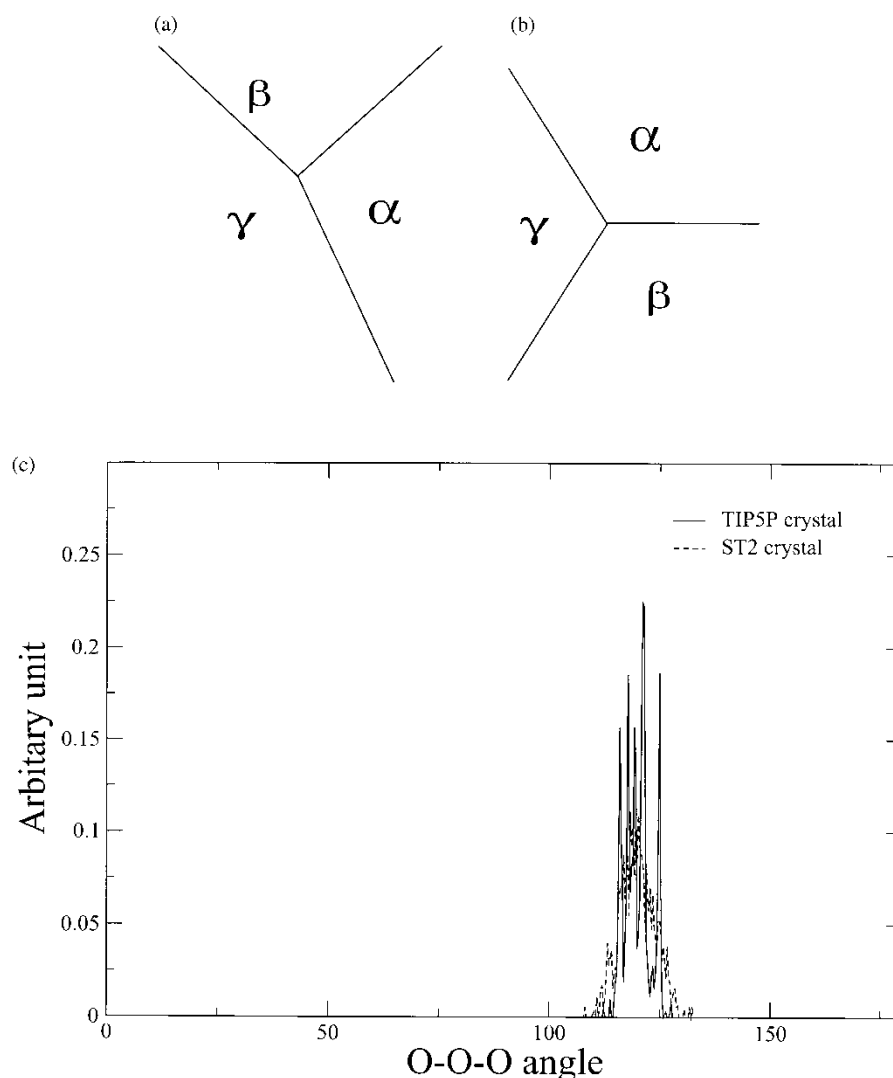 (a)
(b)
β
α
γ
α
γ
β
(c)
TIP5P crystal
ST2 crystal
0.25
0.2
0.15
0.1
0.05
0
Arbitary unit
0
50
100
150
O-O-O angle